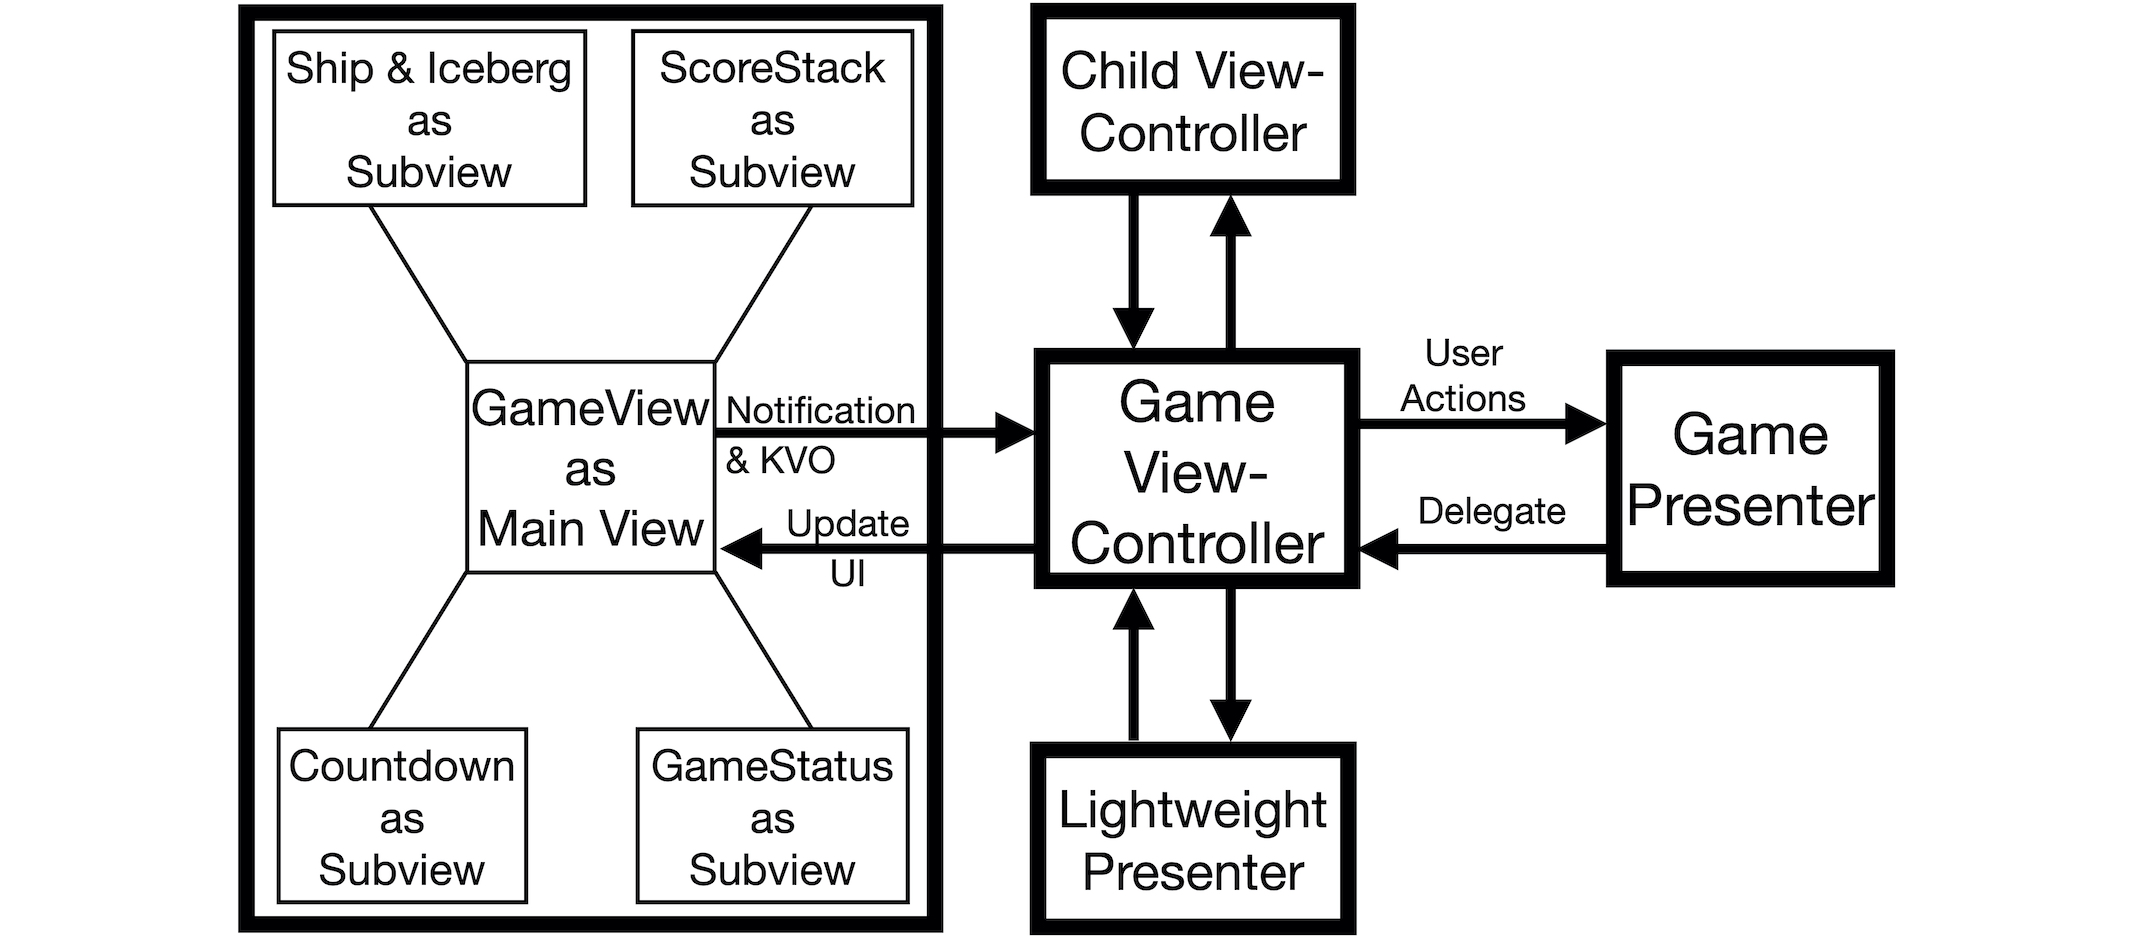 Ship & Iceberg
as
Subview
ScoreStack
as
Subview
GameView
as
Main View
Countdown
as
Subview
GameStatus
as
Subview
Notification
& KVO
Update
UI
Child View-
Controller
Game
View-
Controller
Lightweight
Presenter
User
Actions
Delegate
Game
Presenter